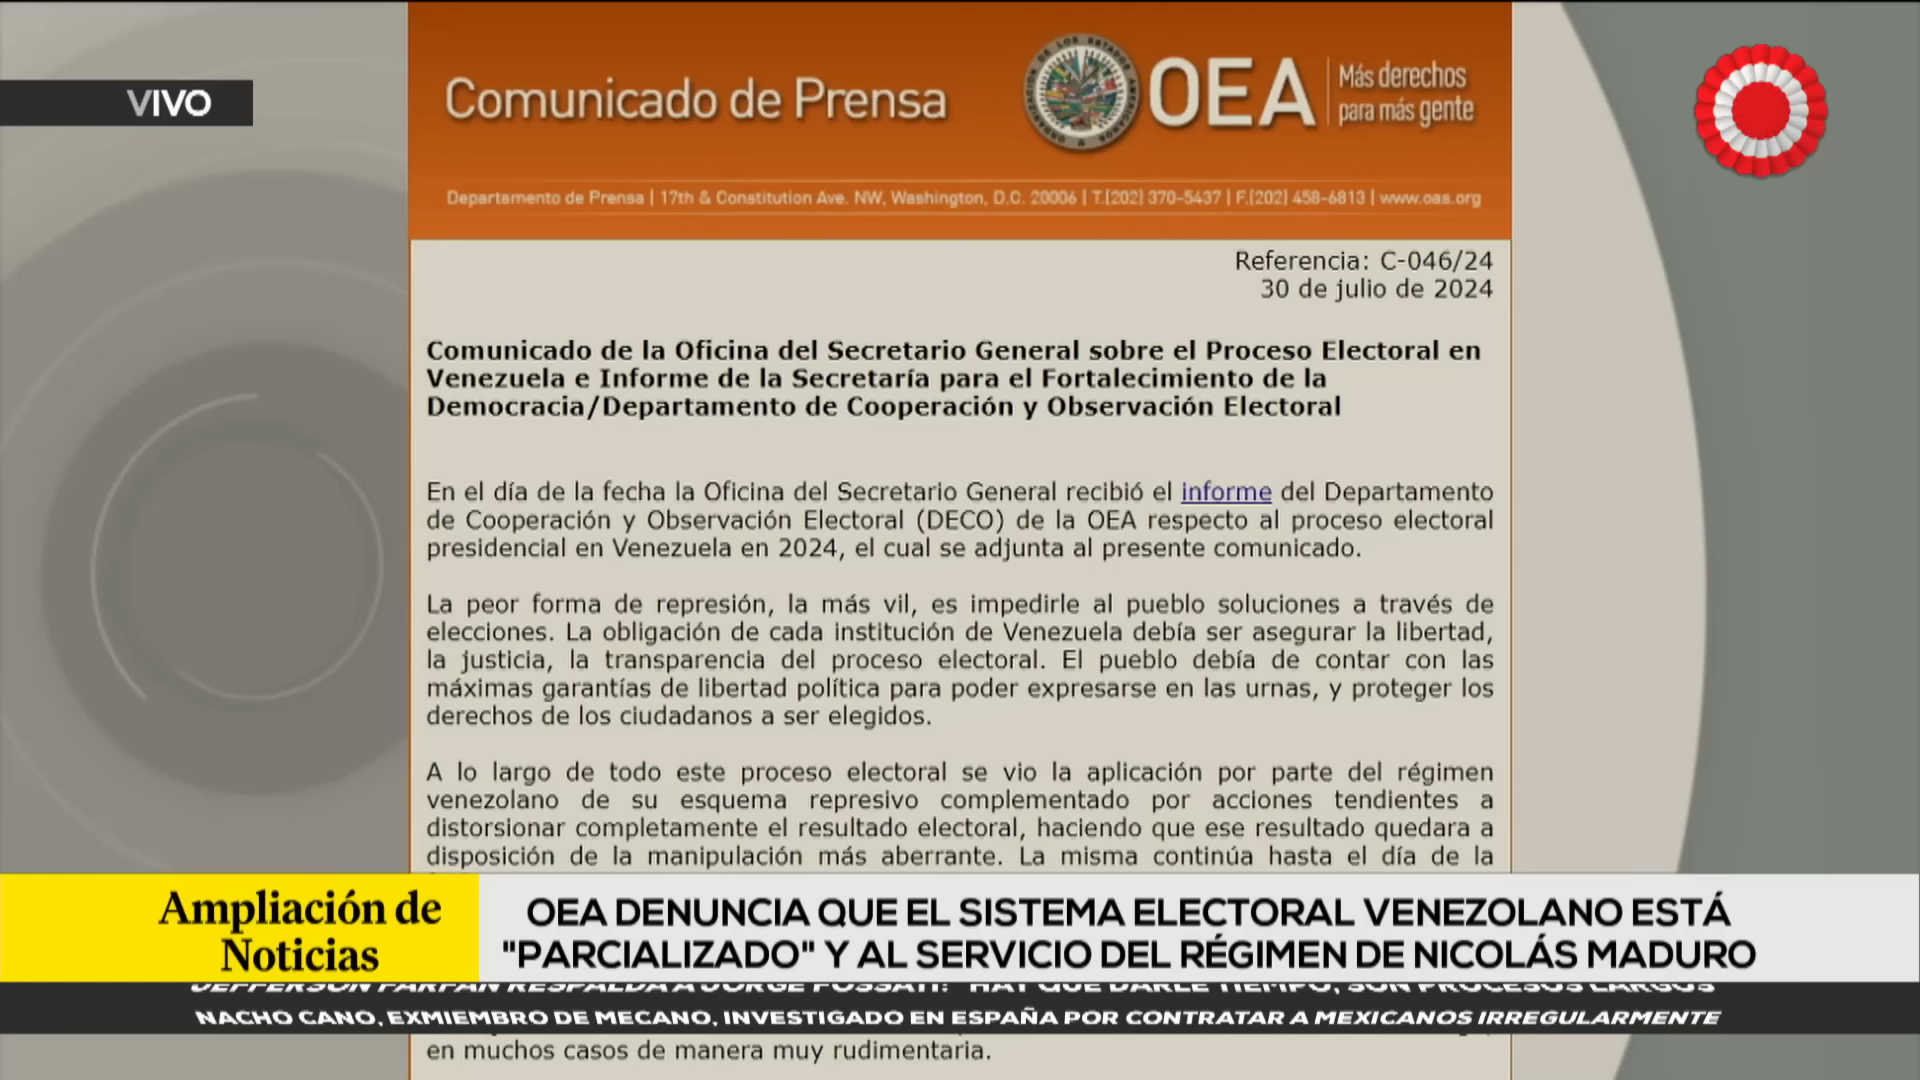 VIVO
Comunicado de Prensa
OEA
Más derechos
para más gente
Departamento de Prensa | 17th & Constitution Ave. NW, Washington, D.C. 20006 | T.(202) 370-5437 | F.(202) 458-6813 | www.oas.org
Referencia: C-046/24
30 de julio de 2024
Comunicado de la Oficina del Secretario General sobre el Proceso Electoral en
Venezuela e Informe de la Secretaría para el Fortalecimiento de la
Democracia/Departamento de Cooperación y Observación Electoral
En el día de la fecha la Oficina del Secretario General recibió el informe del Departamento
de Cooperación y Observación Electoral (DECO) de la OEA respecto al proceso electoral
presidencial en Venezuela en 2024, el cual se adjunta al presente comunicado.
La peor forma de represión, la más vil, es impedirle al pueblo soluciones a través de
elecciones. La obligación de cada institución de Venezuela debía ser asegurar la libertad,
la justicia, la transparencia del proceso electoral. El pueblo debía de contar con las
máximas garantías de libertad política para poder expresarse en las urnas, y proteger los
derechos de los ciudadanos a ser elegidos.
A lo largo de todo este proceso electoral se vio la aplicación por parte del régimen
venezolano de su esquema represivo complementado por acciones tendientes a
distorsionar completamente el resultado electoral, haciendo que ese resultado quedara a
disposición de la manipulación más aberrante. La misma continúa hasta el día de la
Ampliación de
Noticias
OEA DENUNCIA QUE EL SISTEMA ELECTORAL VENEZOLANO ESTÁ
"PARCIALIZADO" Y AL SERVICIO DEL RÉGIMEN DE NICOLÁS MADURO
JEFFERSON FARFÁN RESPALDA A JORGE FOSSATI: "HAY QUE DARLE TIEMPO, SON PROCESOS LARGOS
NACHO CANO, EXMIEMBRO DE MECANO, INVESTIGADO EN ESPAÑA POR CONTRATAR A MEXICANOS IRREGULARMENTE
en muchos casos de manera muy rudimentaria.